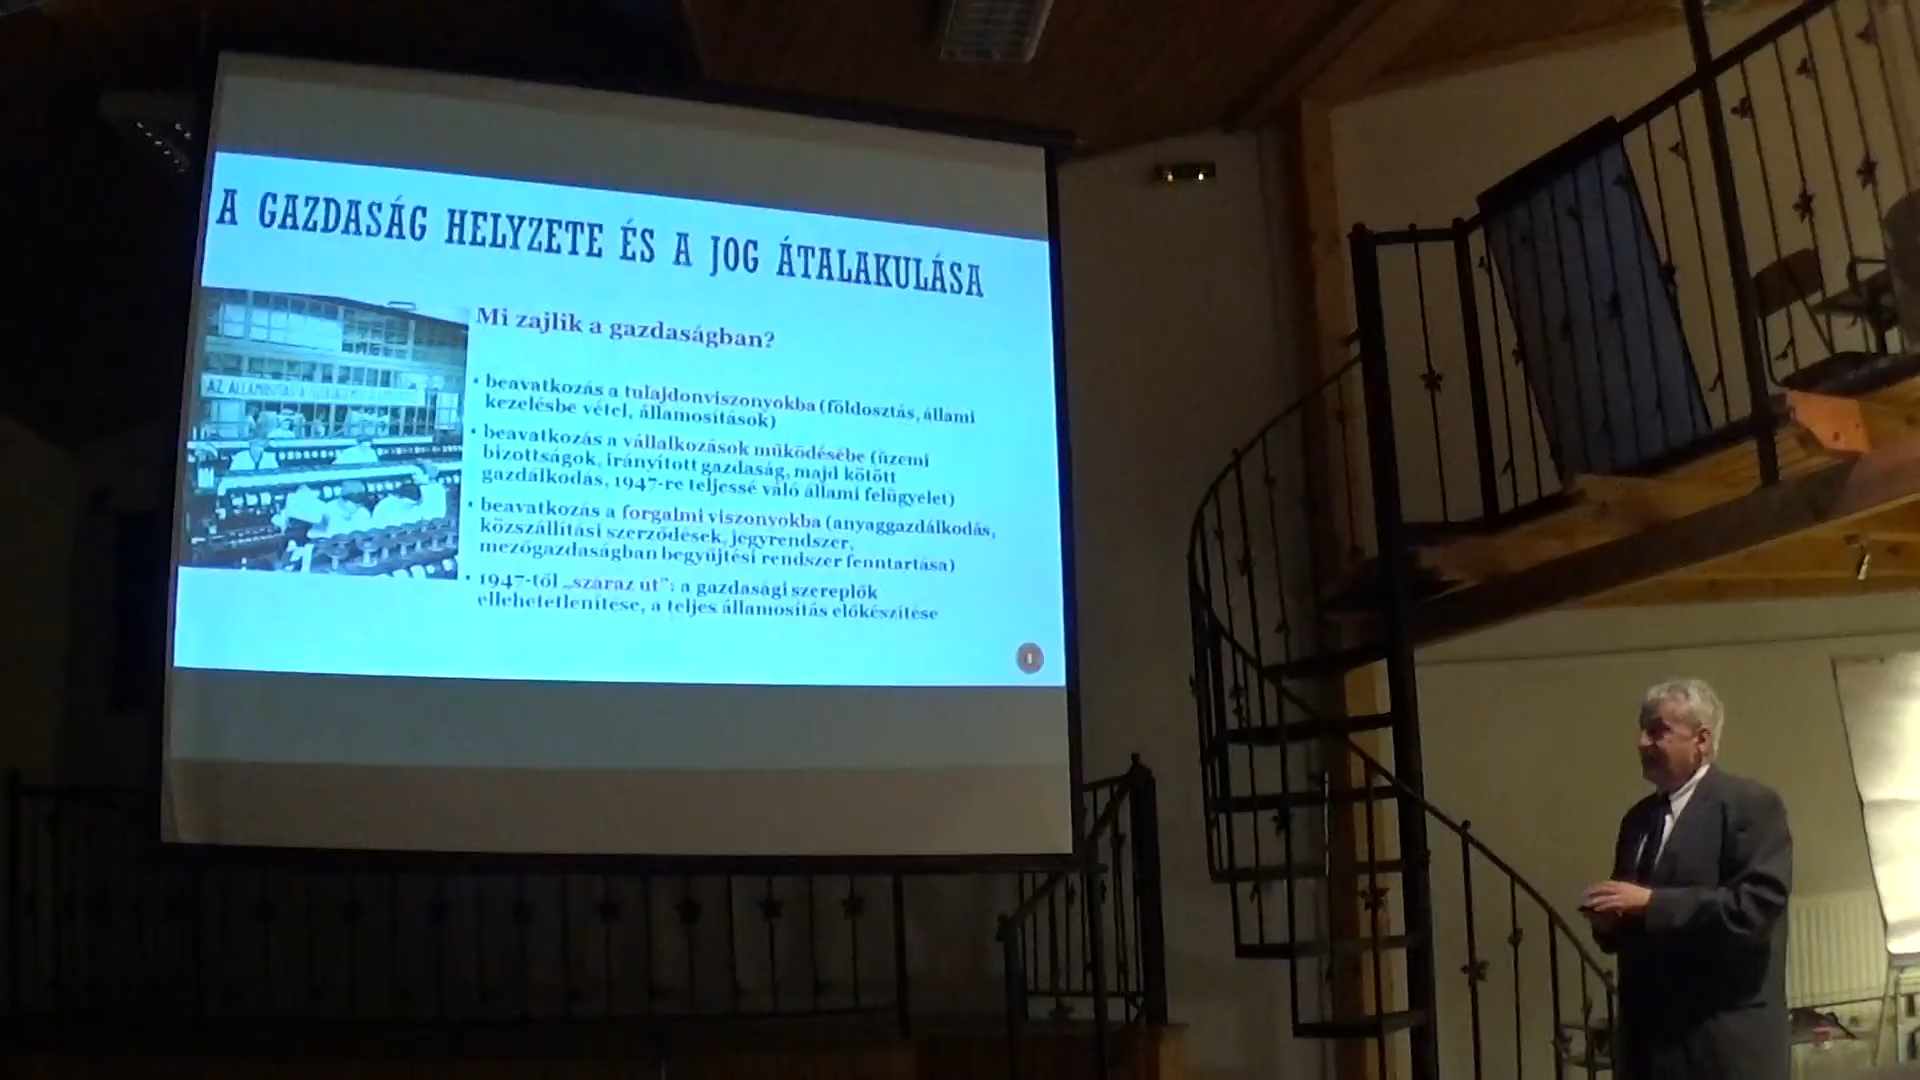 A GAZDASÁG HELYZETE ÉS A JOG ÁTALAKULÁSA
Mi zajlik a gazdaságban?
• beavatkozás a tulajdonviszonyokba (földosztás, állami
kezelésbe vétel, államosítások)
• beavatkozás a vállalkozások működésébe (üzemi
bizottságok, irányított gazdaság, majd kötött
gazdálkodás, 1947-re teljessé váló állami felügyelet)
• beavatkozás a forgalmi viszonyokba (anyaggazdálkodás,
közszállítási szerződések, jegyrendszer,
mezőgazdaságban begyűjtési rendszer fenntartása)
• 1947-től „száraz út”: a gazdasági szereplők
ellehetetlenítése, a teljes államosítás előkészítése
AZ ÁLLAMOSÍTÁS A